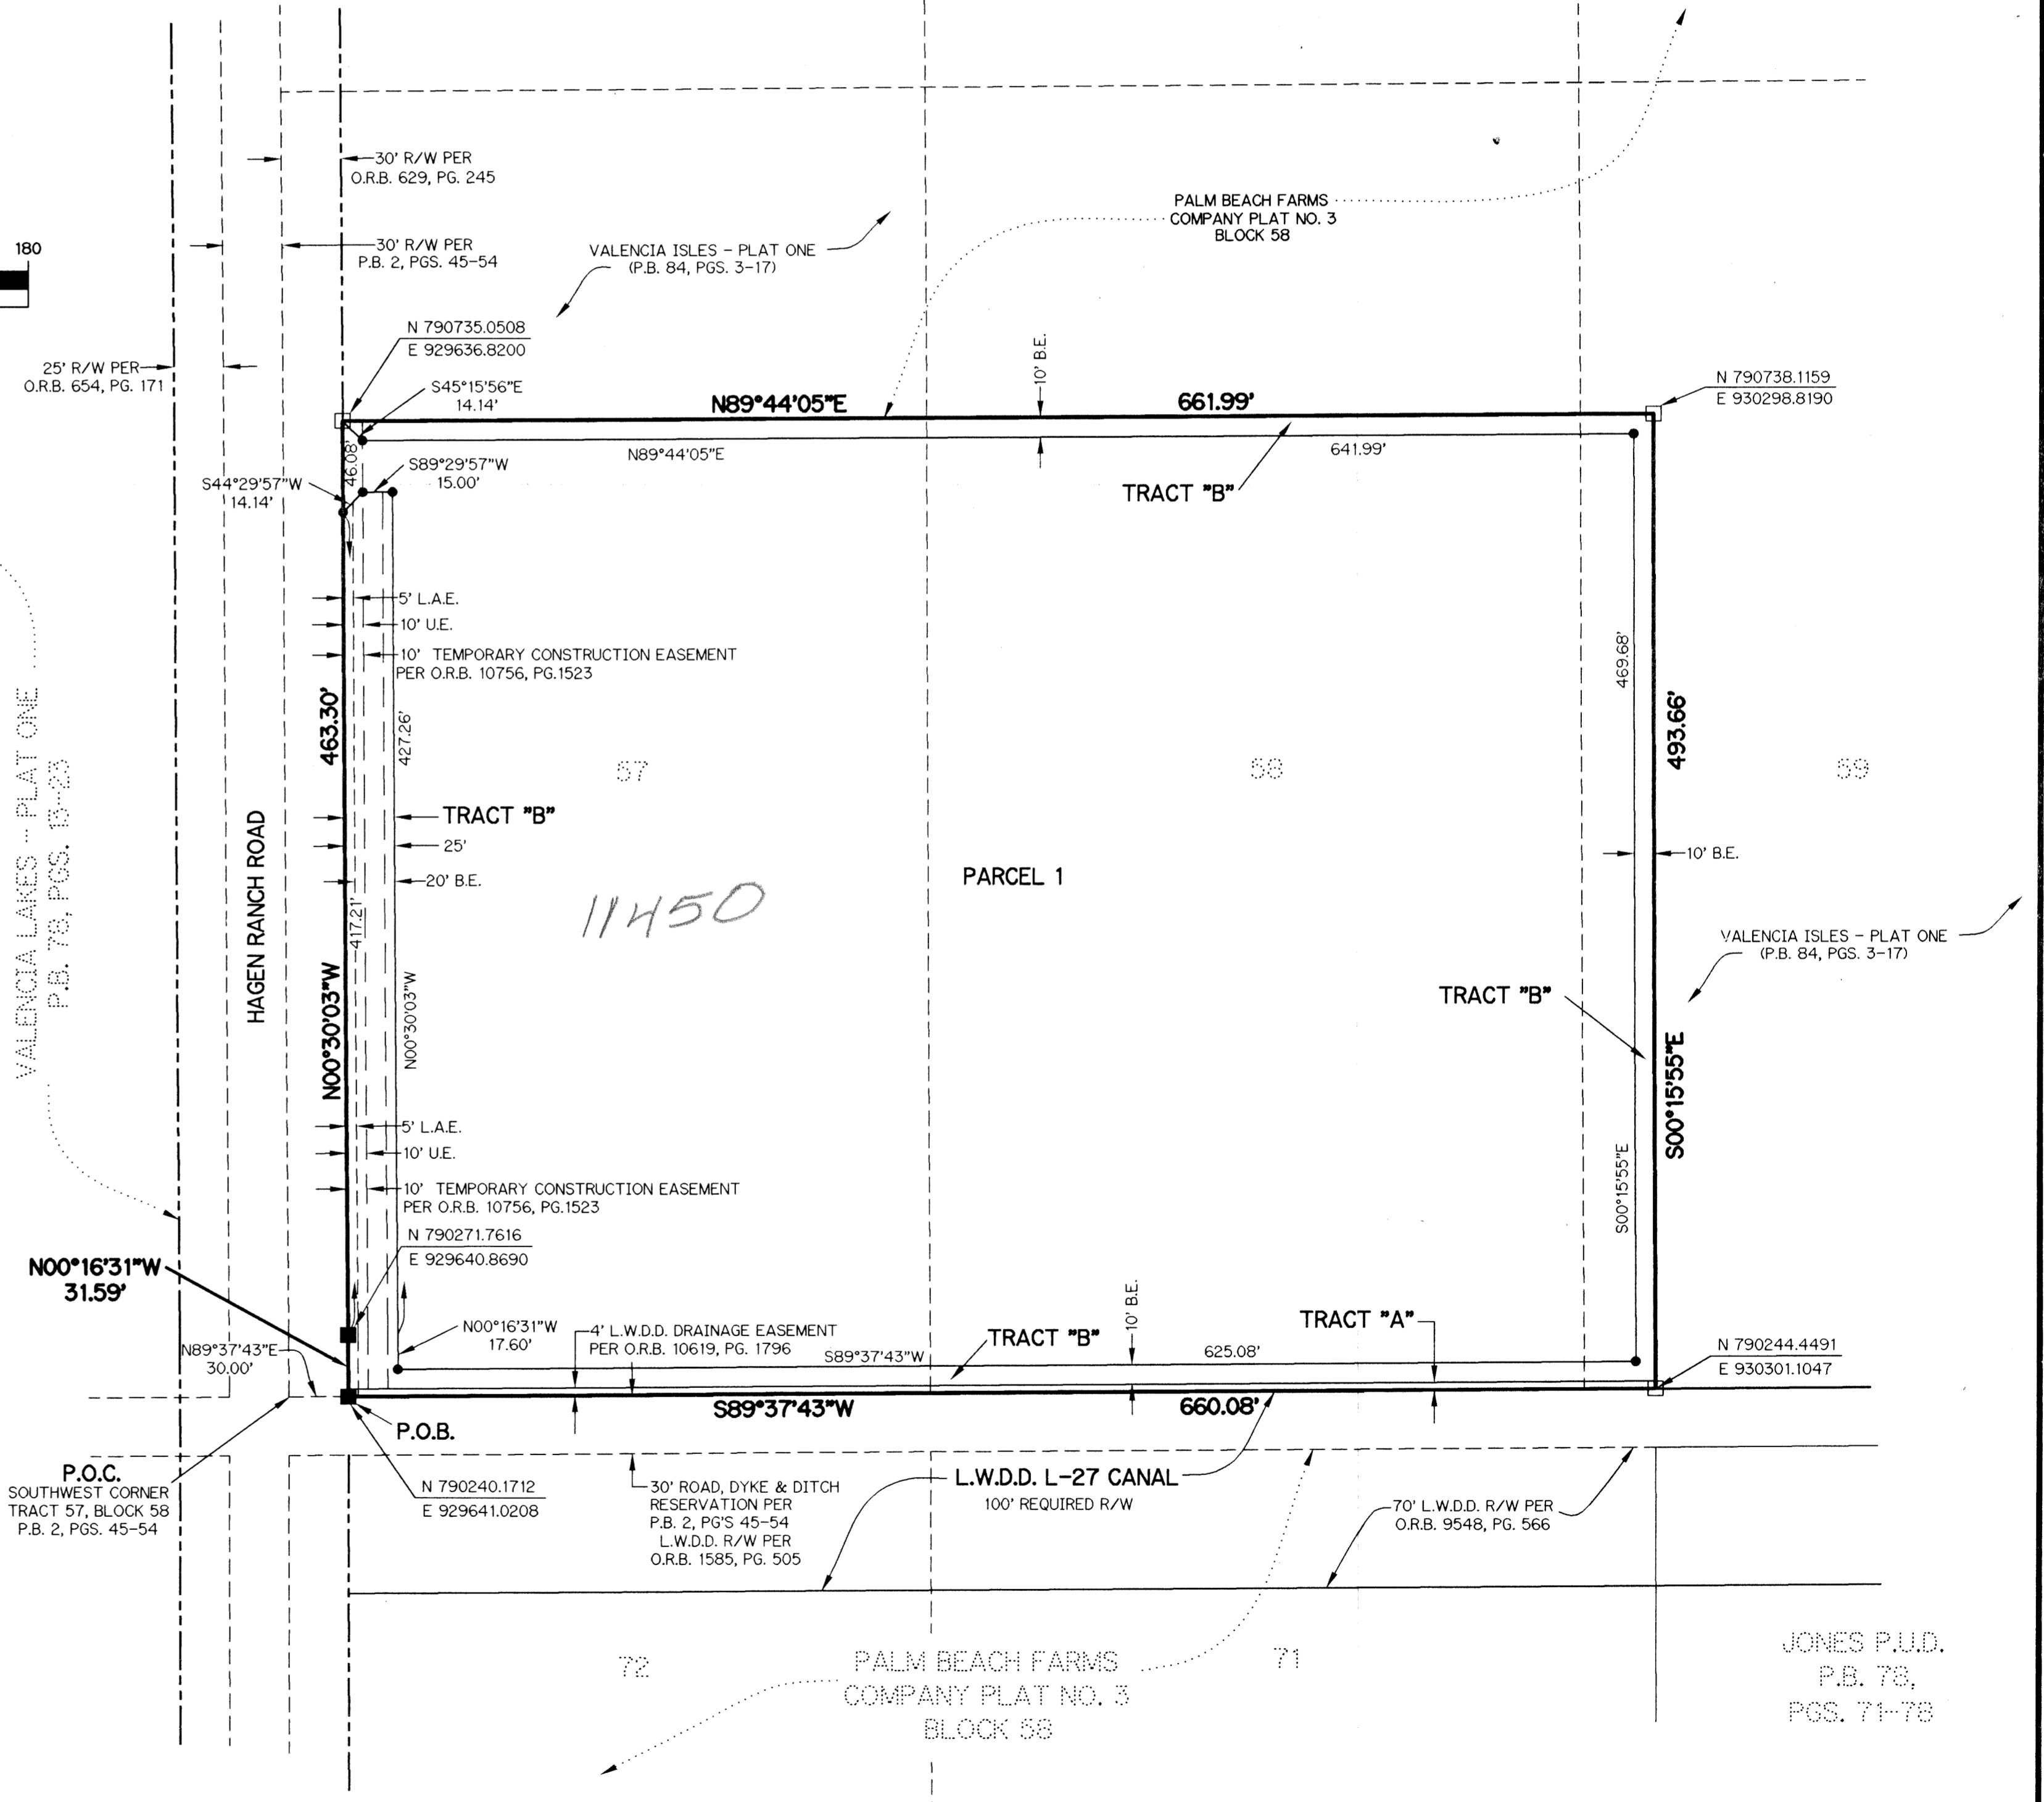 180
30' R/W PER
O.R.B. 629, PG. 245
30' R/W PER
P.B. 2, PGS. 45-54
VALENCIA ISLES - PLAT ONE
(P.B. 84, PGS. 3-17)
PALM BEACH FARMS
COMPANY PLAT NO. 3
BLOCK 58
25' R/W PER
O.R.B. 654, PG. 171
N 790735.0508
E 929636.8200
S45°15'56"E
14.14'
N89°44'05"E
661.99'
10' B.E.
N 790738.1159
E 930298.8190
46.08'
N89°44'05"E
641.99'
S89°29'57"W
15.00'
S44°29'57"W
14.14'
TRACT "B"
5' L.A.E.
10' U.E.
10' TEMPORARY CONSTRUCTION EASEMENT
PER O.R.B. 10756, PG.1523
469.68'
463.30'
427.26'
493.66'
57
58
59
VALENCIA LAKES - PLAT ONE
P.B. 78, PGS. 15-23
HAGEN RANCH ROAD
TRACT "B"
25'
20' B.E.
417.21'
11450
PARCEL 1
10' B.E.
VALENCIA ISLES - PLAT ONE
(P.B. 84, PGS. 3-17)
TRACT "B"
N00°30'03"W
N00°30'03"W
S00°15'55"E
S00°15'55"E
5' L.A.E.
10' U.E.
10' TEMPORARY CONSTRUCTION EASEMENT
PER O.R.B. 10756, PG.1523
N 790271.7616
E 929640.8690
N00°16'31"W
31.59'
N89°37'43"E
30.00'
N00°16'31"W
17.60'
4' L.W.D.D. DRAINAGE EASEMENT
PER O.R.B. 10619, PG. 1796
S89°37'43"W
TRACT "B"
10' B.E.
625.08'
TRACT "A"
N 790244.4491
E 930301.1047
S89°37'43"W
660.08'
P.O.B.
P.O.C.
SOUTHWEST CORNER
TRACT 57, BLOCK 58
P.B. 2, PGS. 45-54
N 790240.1712
E 929641.0208
30' ROAD, DYKE & DITCH
RESERVATION PER
P.B. 2, PG'S 45-54
L.W.D.D. R/W PER
O.R.B. 1585, PG. 505
L.W.D.D. L-27 CANAL
100' REQUIRED R/W
70' L.W.D.D. R/W PER
O.R.B. 9548, PG. 566
72
PALM BEACH FARMS
COMPANY PLAT NO. 3
BLOCK 58
71
JONES P.U.D.
P.B. 78,
PGS. 71-78